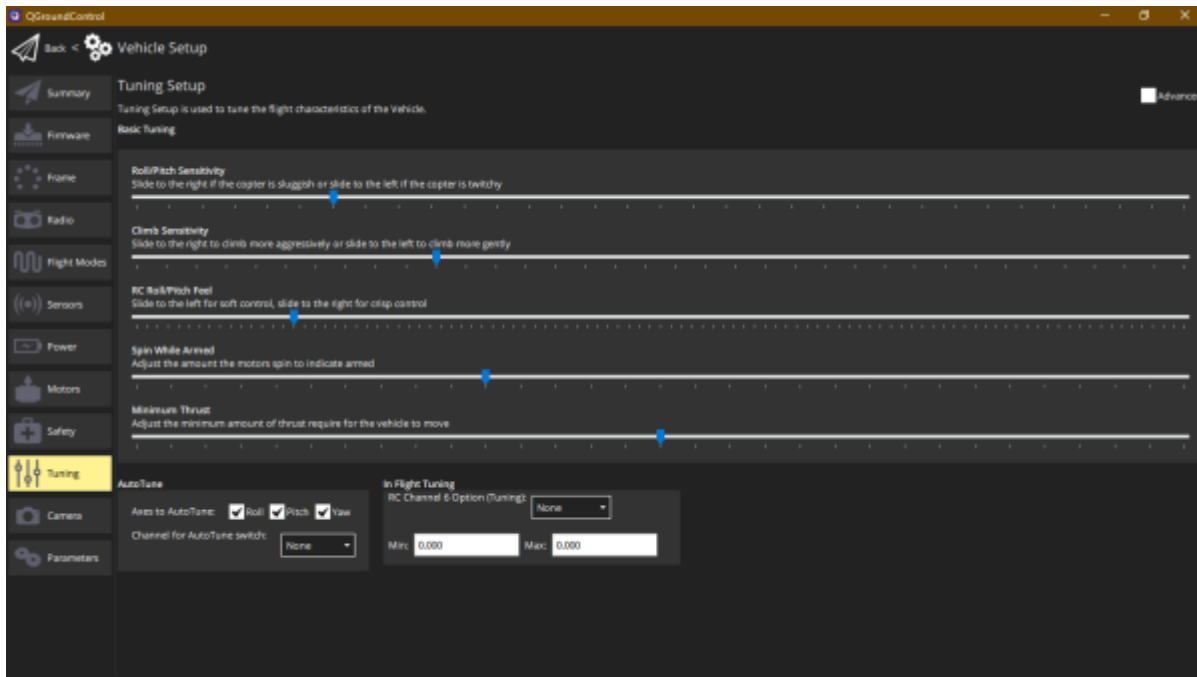 QGroundControl
Back < Vehicle Setup
Summary
Firmware
Frame
Radio
Flight Modes
Sensors
Power
Motors
Safety
Tuning
Camera
Parameters
Tuning Setup
Tuning Setup is used to tune the flight characteristics of the Vehicle.
Advance
Basic Tuning
Roll/Pitch Sensitivity
Slide to the right if the copter is sluggish or slide to the left if the copter is twitchy
Climb Sensitivity
Slide to the right to climb more aggressively or slide to the left to climb more gently
RC Roll/Pitch Feel
Slide to the left for soft control, slide to the right for crisp control
Spin While Armed
Adjust the amount the motors spin to indicate armed
Minimum Thrust
Adjust the minimum amount of thrust require for the vehicle to move
AutoTune
Axes to AutoTune: Roll Pitch Yaw
Channel for AutoTune switch: None
In Flight Tuning
RC Channel 6 Option (Tuning): None
Min: 0.000 Max: 0.000